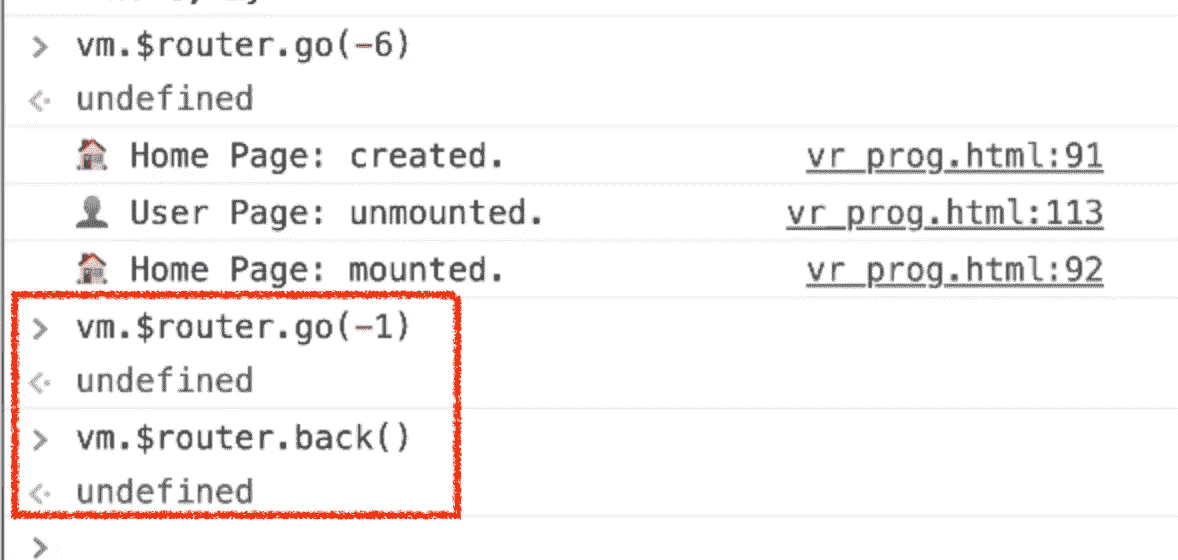 > vm.$router.go(-6)
<· undefined
🏠 Home Page: created. vr_prog.html:91
👤 User Page: unmounted. vr_prog.html:113
🏠 Home Page: mounted. vr_prog.html:92
> vm.$router.go(-1)
<· undefined
> vm.$router.back()
<· undefined
>